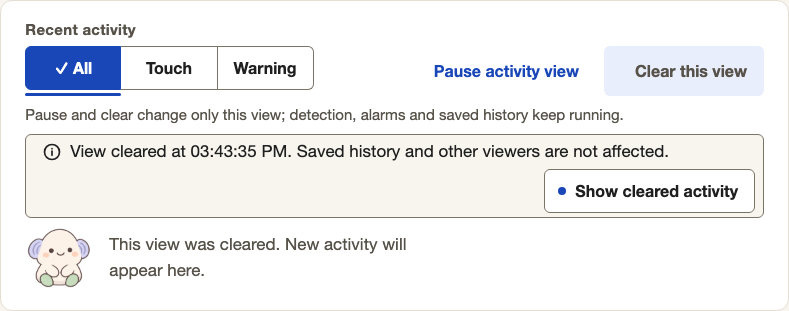 Recent activity
✓ All
Touch
Warning
Pause activity view
Clear this view
Pause and clear change only this view; detection, alarms and saved history keep running.
View cleared at 03:43:35 PM. Saved history and other viewers are not affected.
Show cleared activity
This view was cleared. New activity will
appear here.